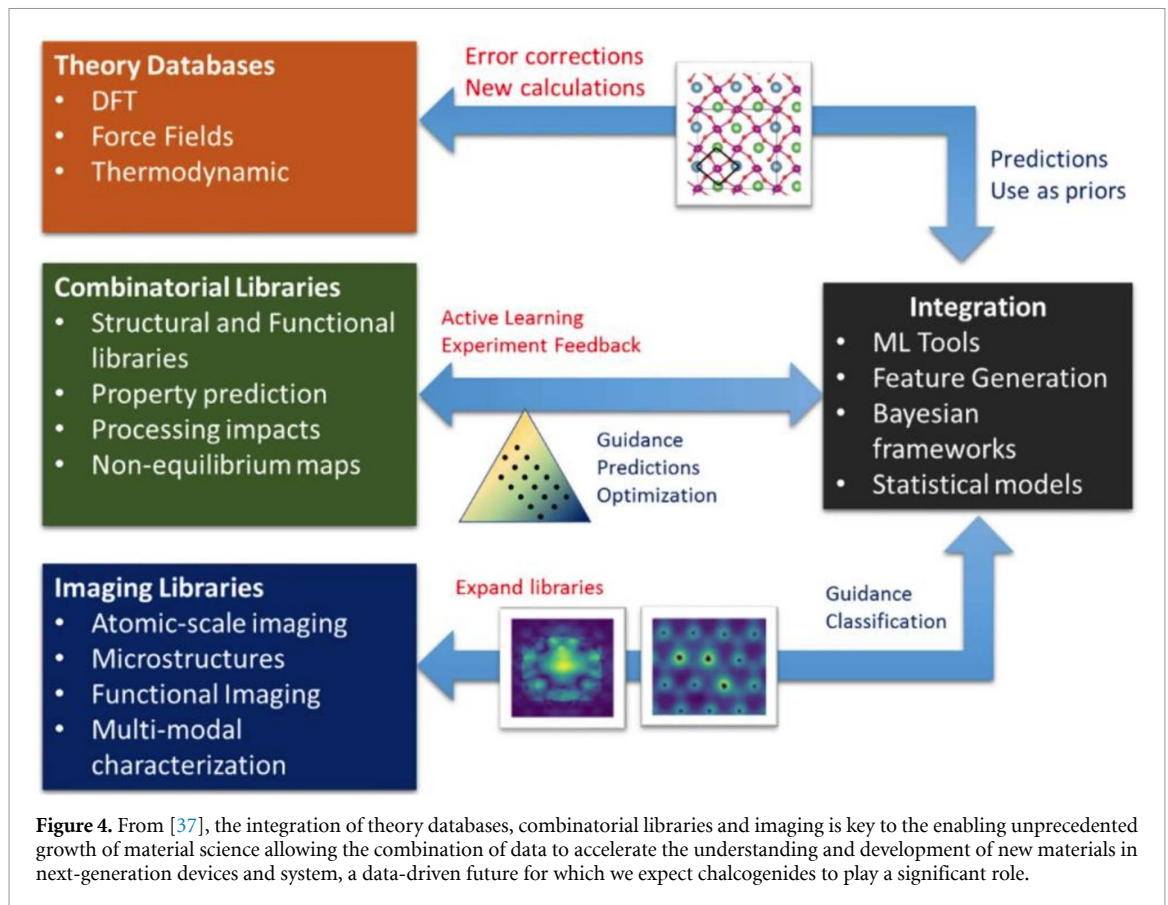 Theory Databases
• DFT
• Force Fields
• Thermodynamic
Error corrections
New calculations
Predictions
Use as priors
Combinatorial Libraries
• Structural and Functional
libraries
• Property prediction
• Processing impacts
• Non-equilibrium maps
Active Learning
Experiment Feedback
Guidance
Predictions
Optimization
Integration
• ML Tools
• Feature Generation
• Bayesian
frameworks
• Statistical models
Imaging Libraries
• Atomic-scale imaging
• Microstructures
• Functional Imaging
• Multi-modal
characterization
Expand libraries
Guidance
Classification
Figure 4. From [37], the integration of theory databases, combinatorial libraries and imaging is key to the enabling unprecedented
growth of material science allowing the combination of data to accelerate the understanding and development of new materials in
next-generation devices and system, a data-driven future for which we expect chalcogenides to play a significant role.